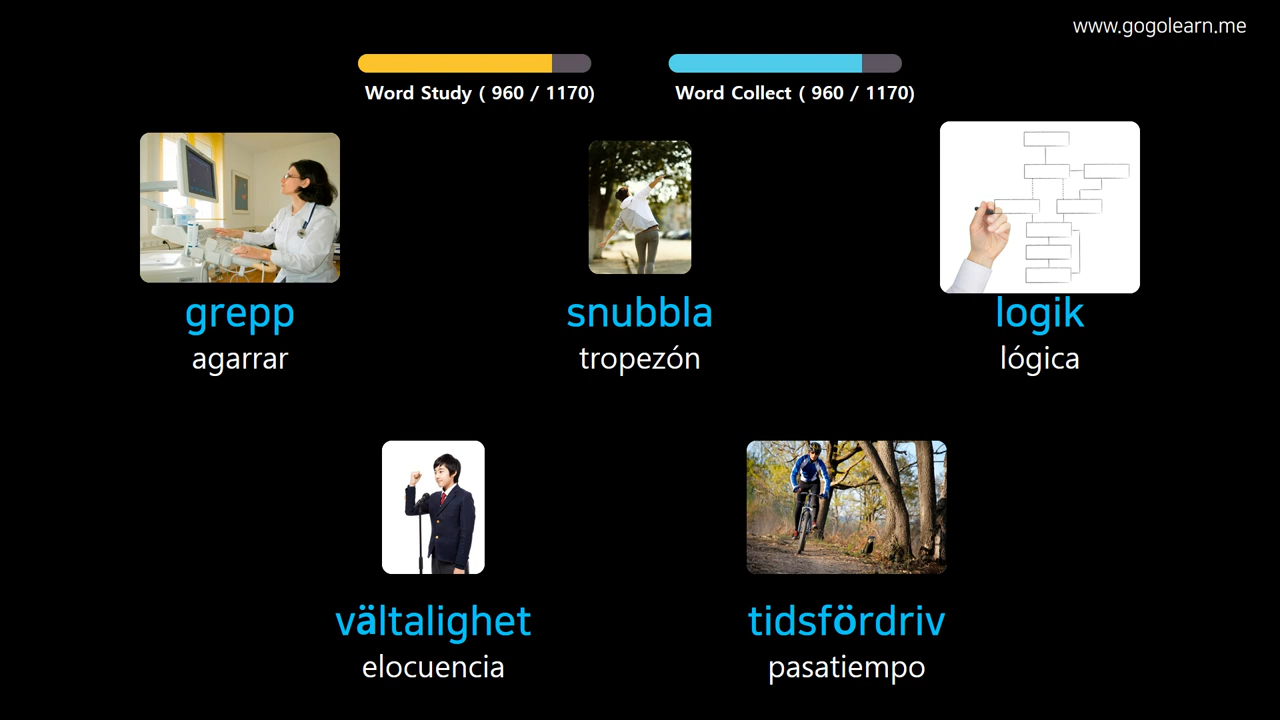 www.gogolearn.me
Word Study ( 960 / 1170)
Word Collect ( 960 / 1170)
grepp
agarrar
snubbla
tropezón
logik
lógica
vältalighet
elocuencia
tidsfördriv
pasatiempo